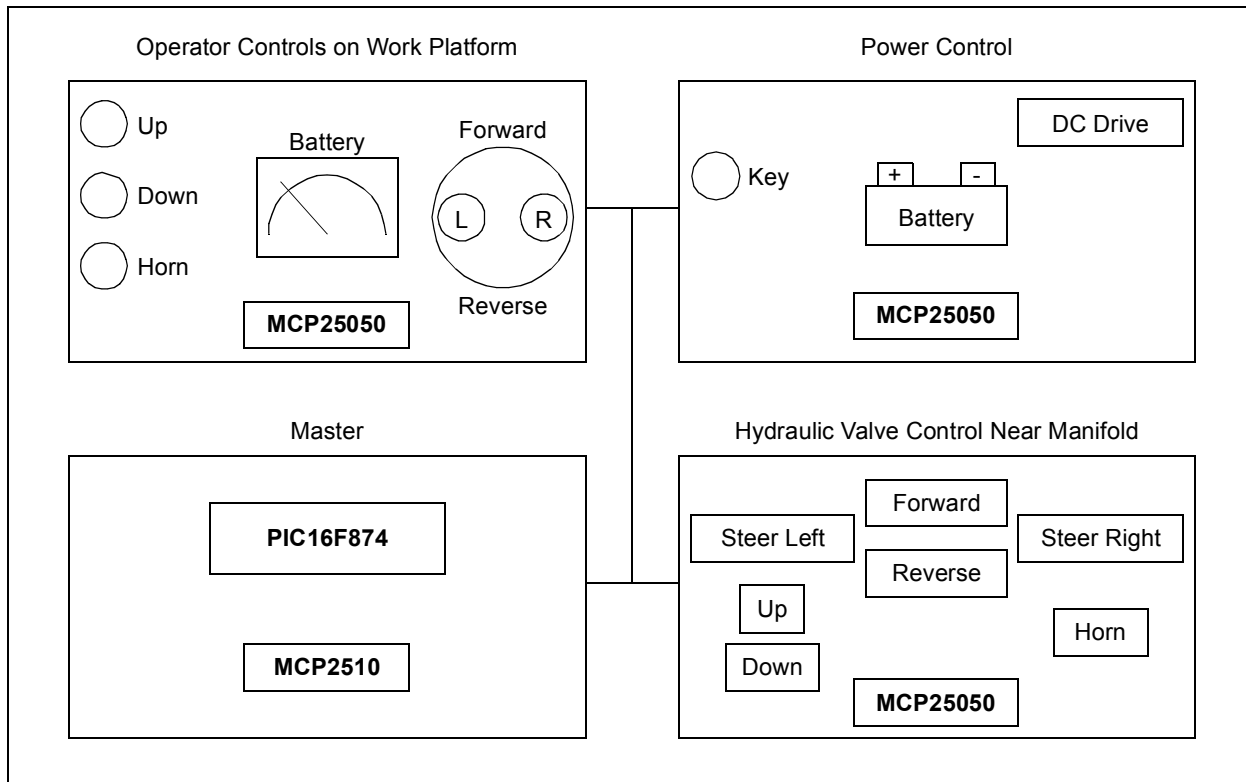 Operator Controls on Work Platform
Up
Down
Horn
Battery
Forward
L
R
Reverse
MCP25050
Power Control
DC Drive
Key
+
-
Battery
MCP25050
Master
PIC16F874
MCP2510
Hydraulic Valve Control Near Manifold
Forward
Steer Left
Steer Right
Reverse
Up
Horn
Down
MCP25050